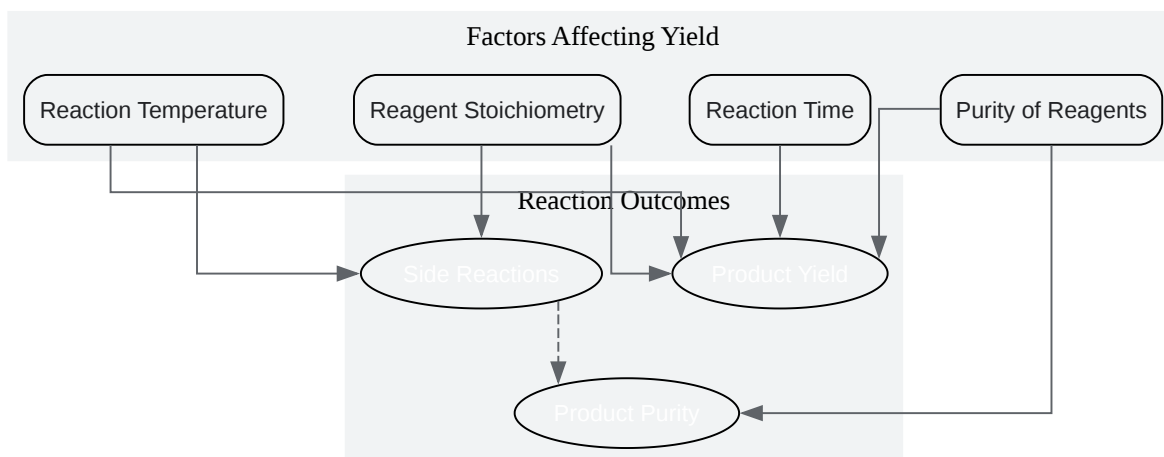 Factors Affecting Yield
Reaction Temperature
Reagent Stoichiometry
Reaction Time
Purity of Reagents
Reaction Outcomes
Side Reactions
Product Yield
Product Purity